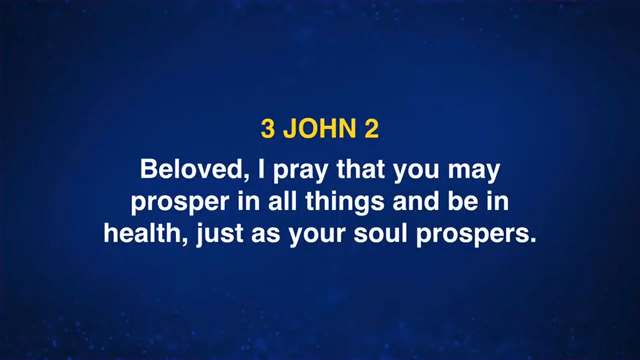 3 JOHN 2
Beloved, I pray that you may
prosper in all things and be in
health, just as your soul prospers.